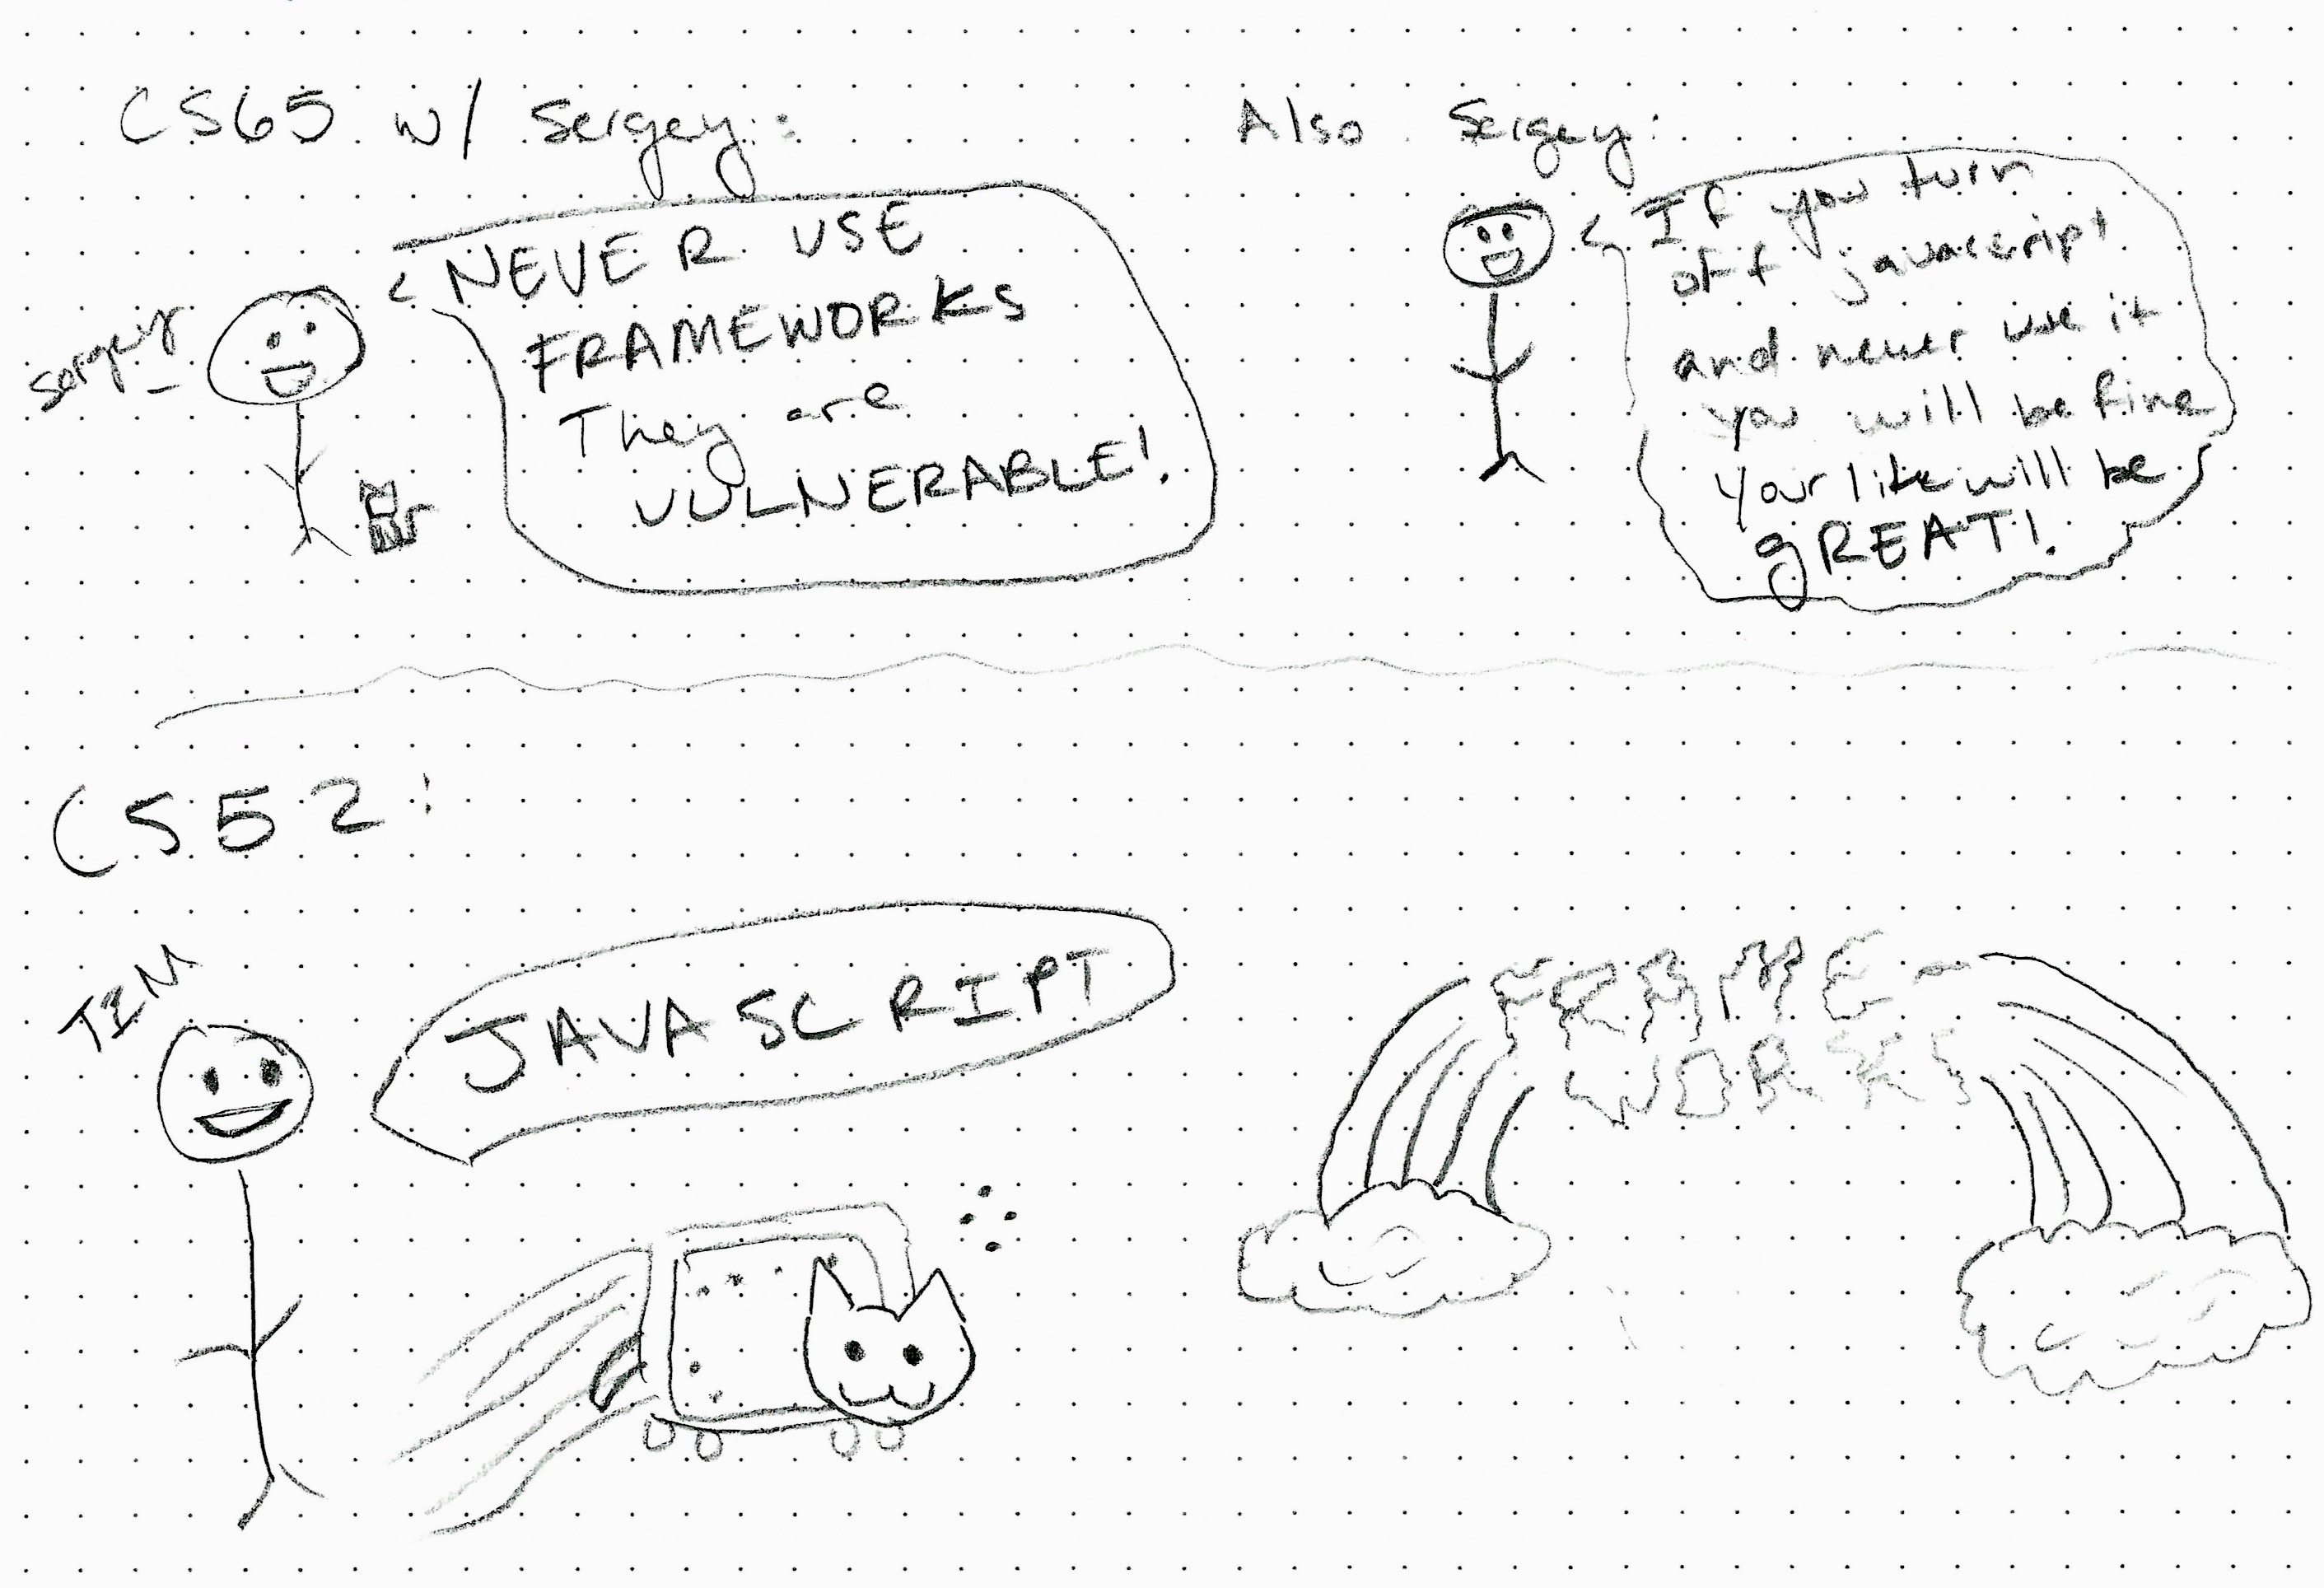 CS65 w/ Sergey:
sergey
NEVER USE
FRAMEWORKS
They are
VULNERABLE!
Also Sergey:
If you turn
off javascript
and never use it
you will be fine
Your life will be
gREAT!
CS52:
TIM
JAVASCRIPT
FRAME-
WORKS